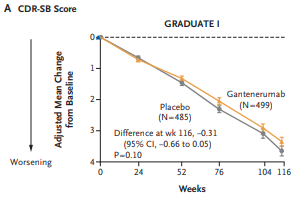 A CDR-SB Score
GRADUATE I
Adjusted Mean Change
from Baseline
0
1
2
3
4
Worsening
Placebo
(N=485)
Gantenerumab
(N=499)
Difference at wk 116, −0.31
(95% CI, −0.66 to 0.05)
P=0.10
0 24 52 76 104 116
Weeks